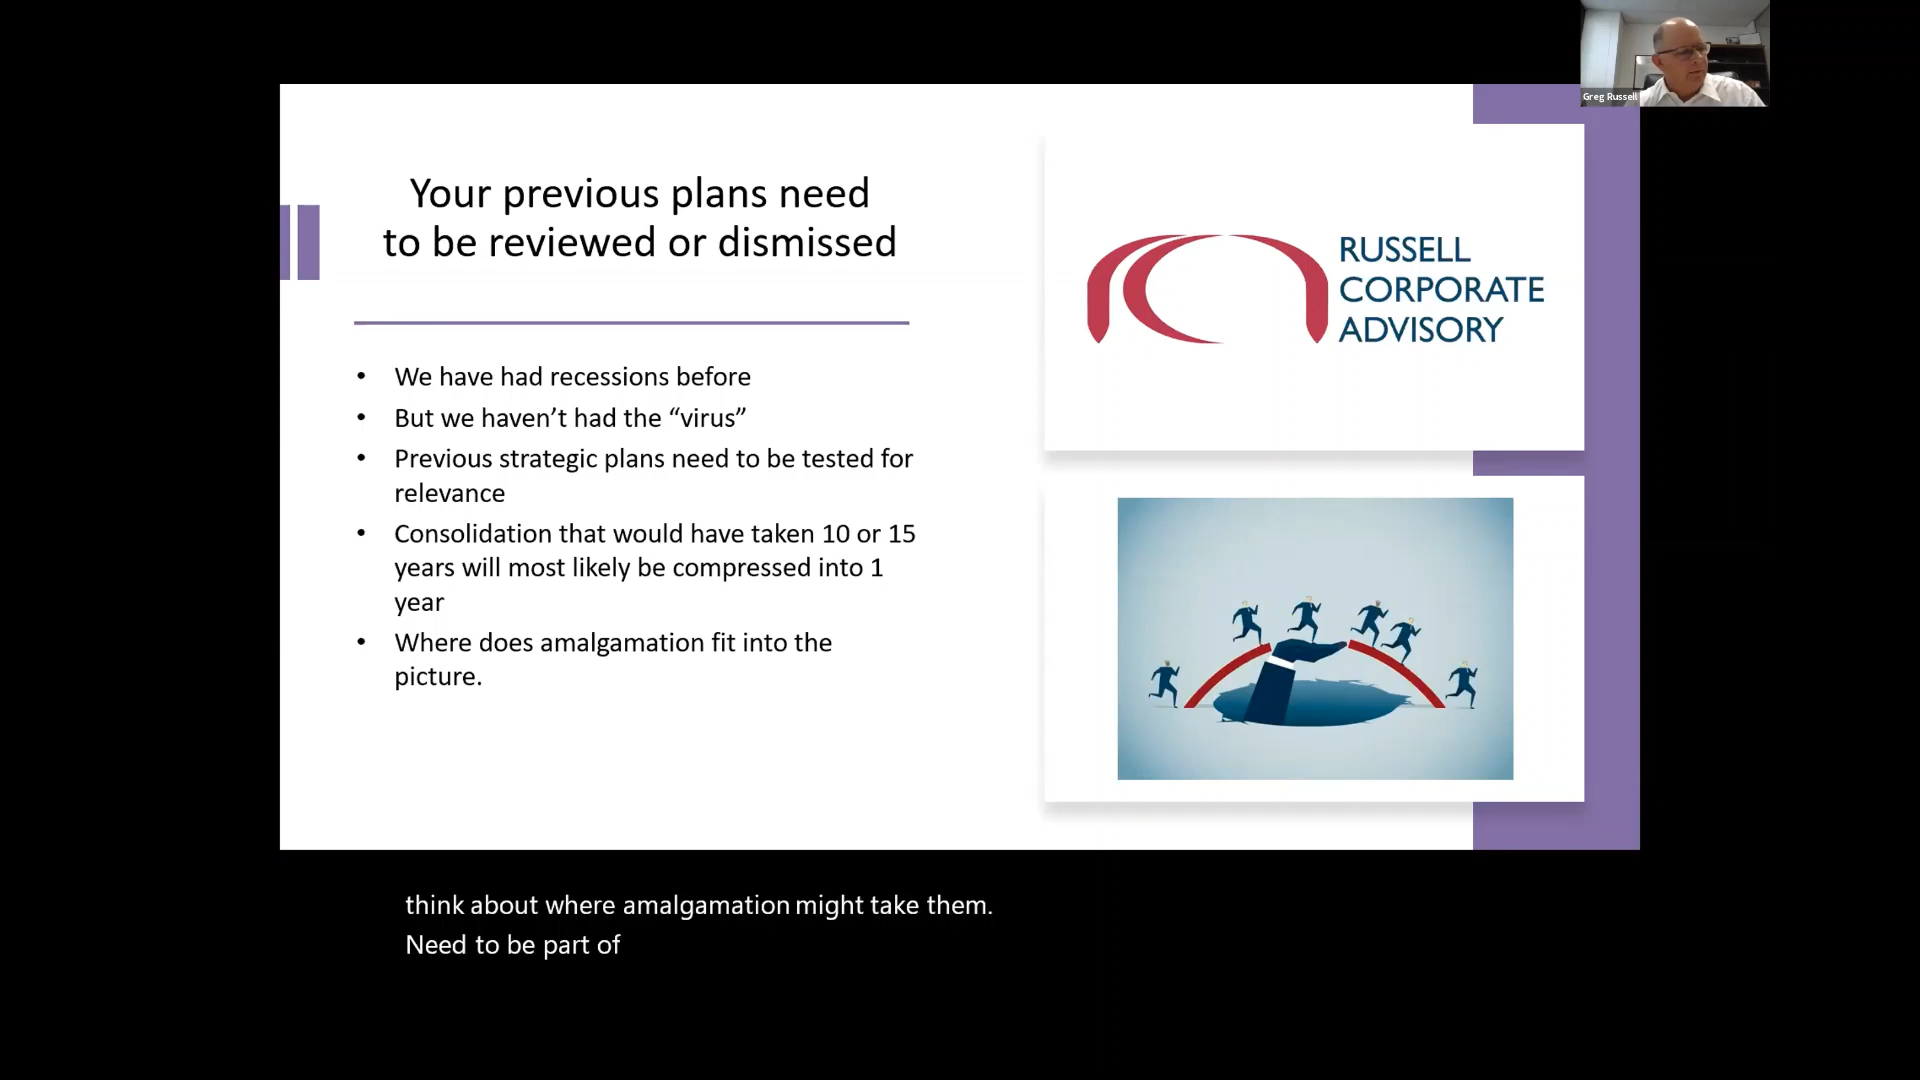 Greg Russell
Your previous plans need
to be reviewed or dismissed
• We have had recessions before
• But we haven’t had the “virus”
• Previous strategic plans need to be tested for
relevance
• Consolidation that would have taken 10 or 15
years will most likely be compressed into 1
year
• Where does amalgamation fit into the
picture.
RUSSELL
CORPORATE
ADVISORY
think about where amalgamation might take them.
Need to be part of